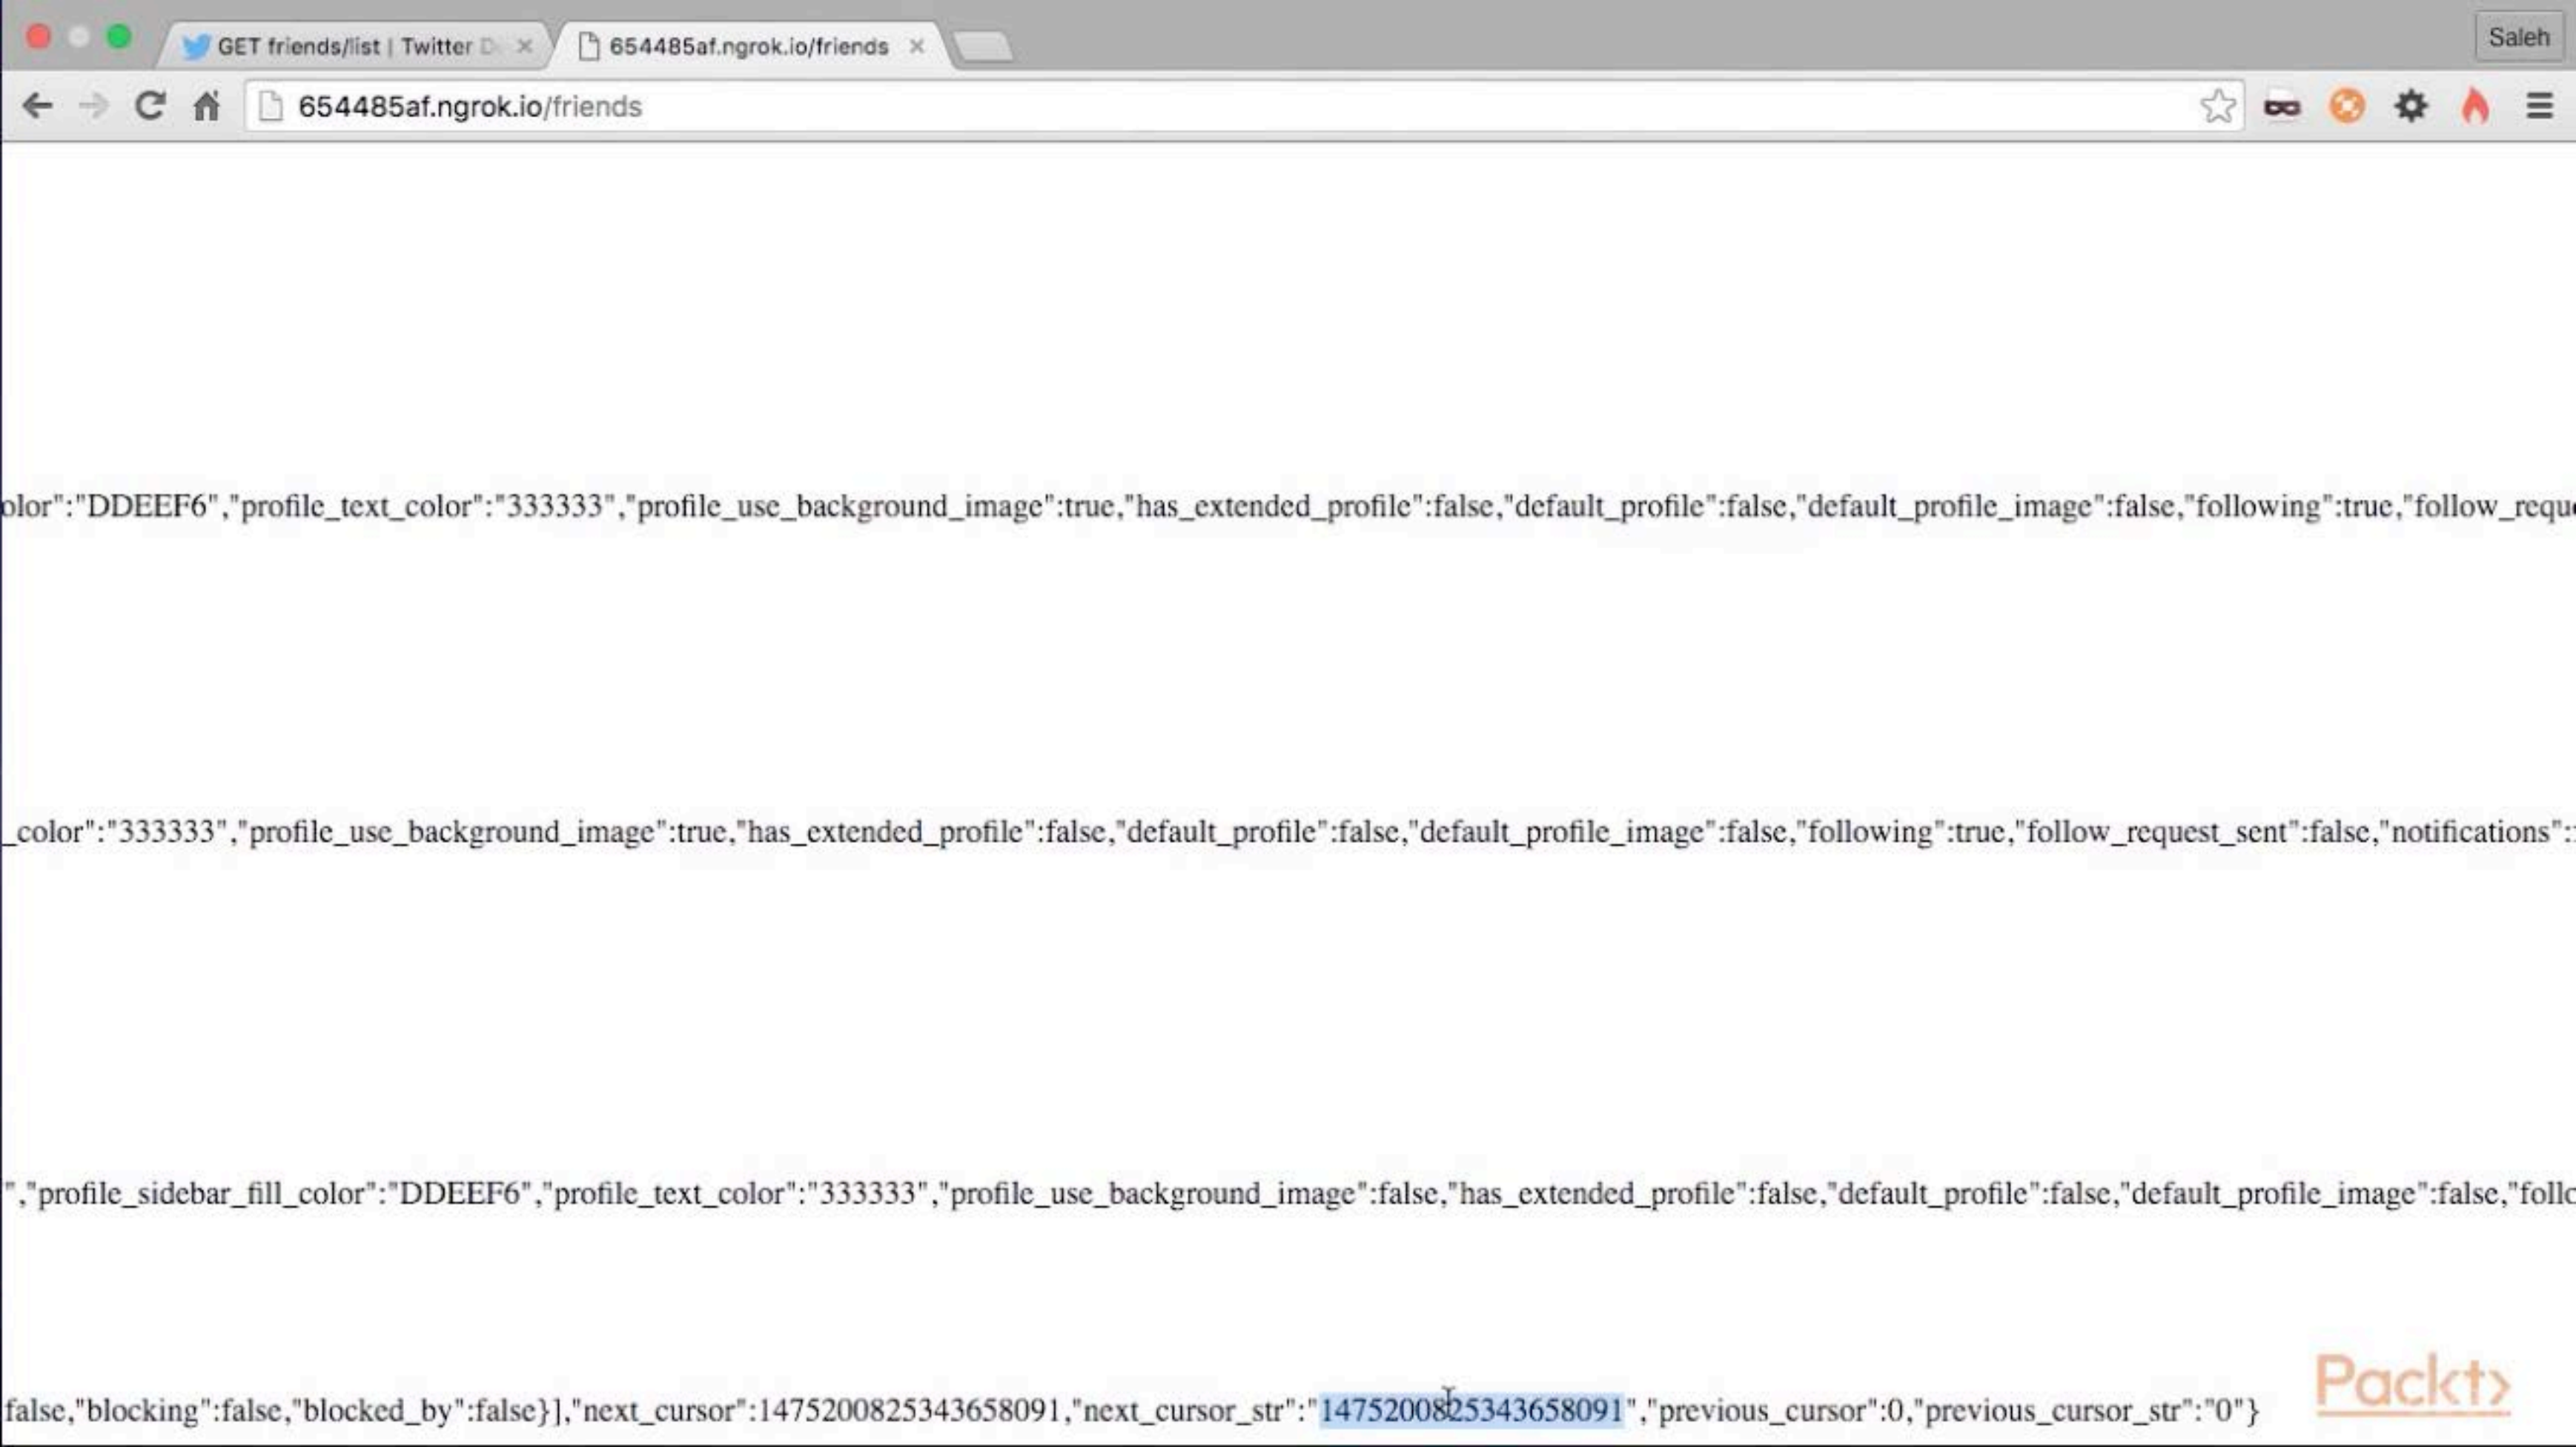 GET friends/list | Twitter D
654485af.ngrok.io/friends
Saleh
654485af.ngrok.io/friends
olor":"DDEEF6","profile_text_color":"333333","profile_use_background_image":true,"has_extended_profile":false,"default_profile":false,"default_profile_image":false,"following":true,"follow_requ
_color":"333333","profile_use_background_image":true,"has_extended_profile":false,"default_profile":false,"default_profile_image":false,"following":true,"follow_request_sent":false,"notifications":
","profile_sidebar_fill_color":"DDEEF6","profile_text_color":"333333","profile_use_background_image":false,"has_extended_profile":false,"default_profile":false,"default_profile_image":false,"follo
false,"blocking":false,"blocked_by":false}],"next_cursor":1475200825343658091,"next_cursor_str":"1475200825343658091","previous_cursor":0,"previous_cursor_str":"0"}
Packt>